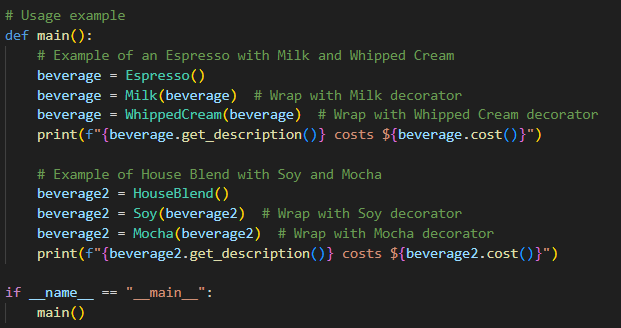 # Usage example
def main():
    # Example of an Espresso with Milk and Whipped Cream
    beverage = Espresso()
    beverage = Milk(beverage)  # Wrap with Milk decorator
    beverage = WhippedCream(beverage)  # Wrap with Whipped Cream decorator
    print(f"{beverage.get_description()} costs ${beverage.cost()}")

    # Example of House Blend with Soy and Mocha
    beverage2 = HouseBlend()
    beverage2 = Soy(beverage2)  # Wrap with Soy decorator
    beverage2 = Mocha(beverage2)  # Wrap with Mocha decorator
    print(f"{beverage2.get_description()} costs ${beverage2.cost()}")

if __name__ == "__main__":
    main()